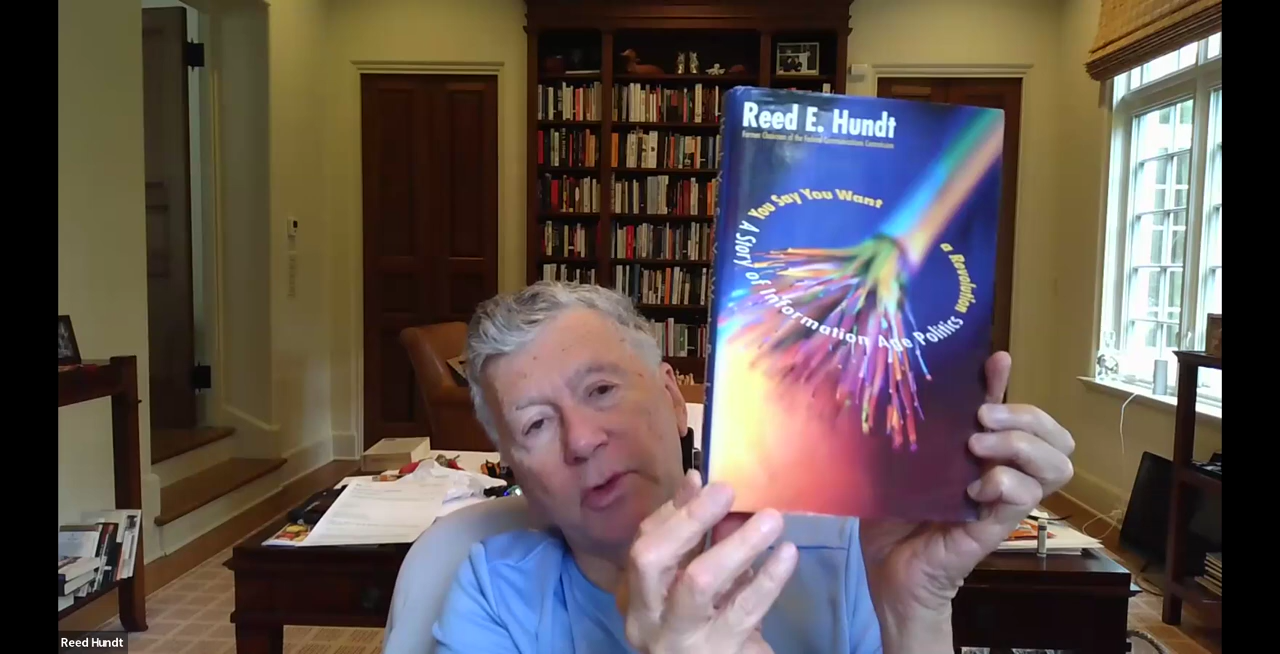 Reed E. Hundt
Former Chairman of the Federal Communications Commission
You Say You Want
a Revolution
A Story of Information Age Politics
Reed Hundt